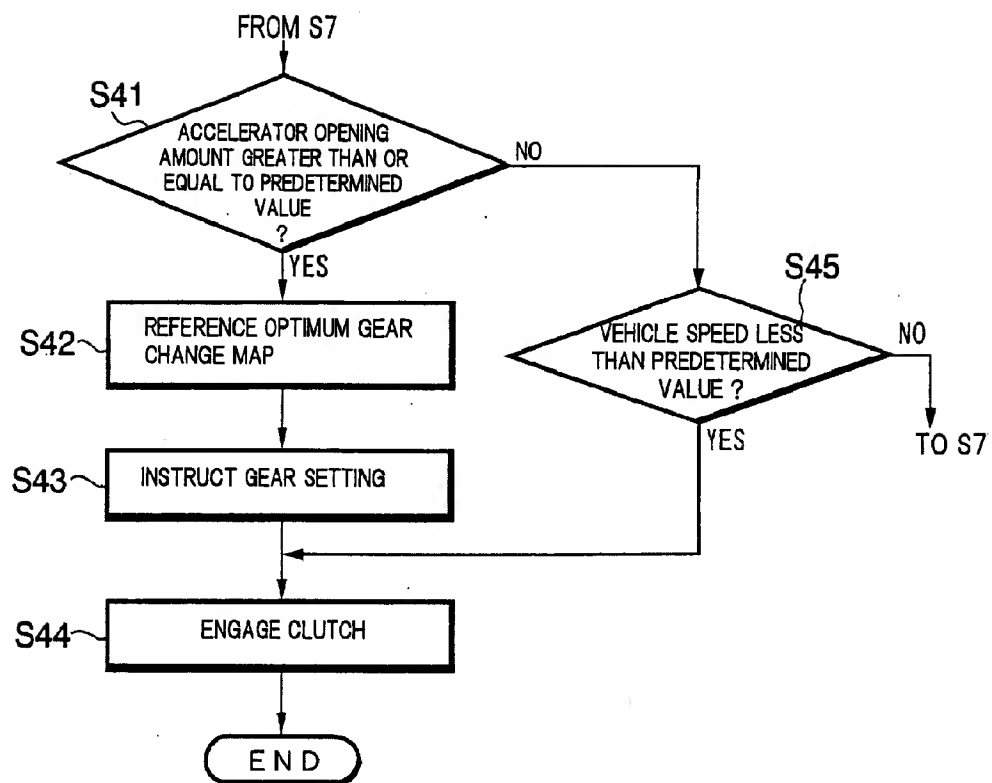 FROM S7
S41
ACCELERATOR OPENING
AMOUNT GREATER THAN OR
EQUAL TO PREDETERMINED
VALUE
?
NO
YES
S42
REFERENCE OPTIMUM GEAR
CHANGE MAP
S45
VEHICLE SPEED LESS
THAN PREDETERMINED
VALUE ?
NO
TO S7
YES
S43
INSTRUCT GEAR SETTING
S44
ENGAGE CLUTCH
END